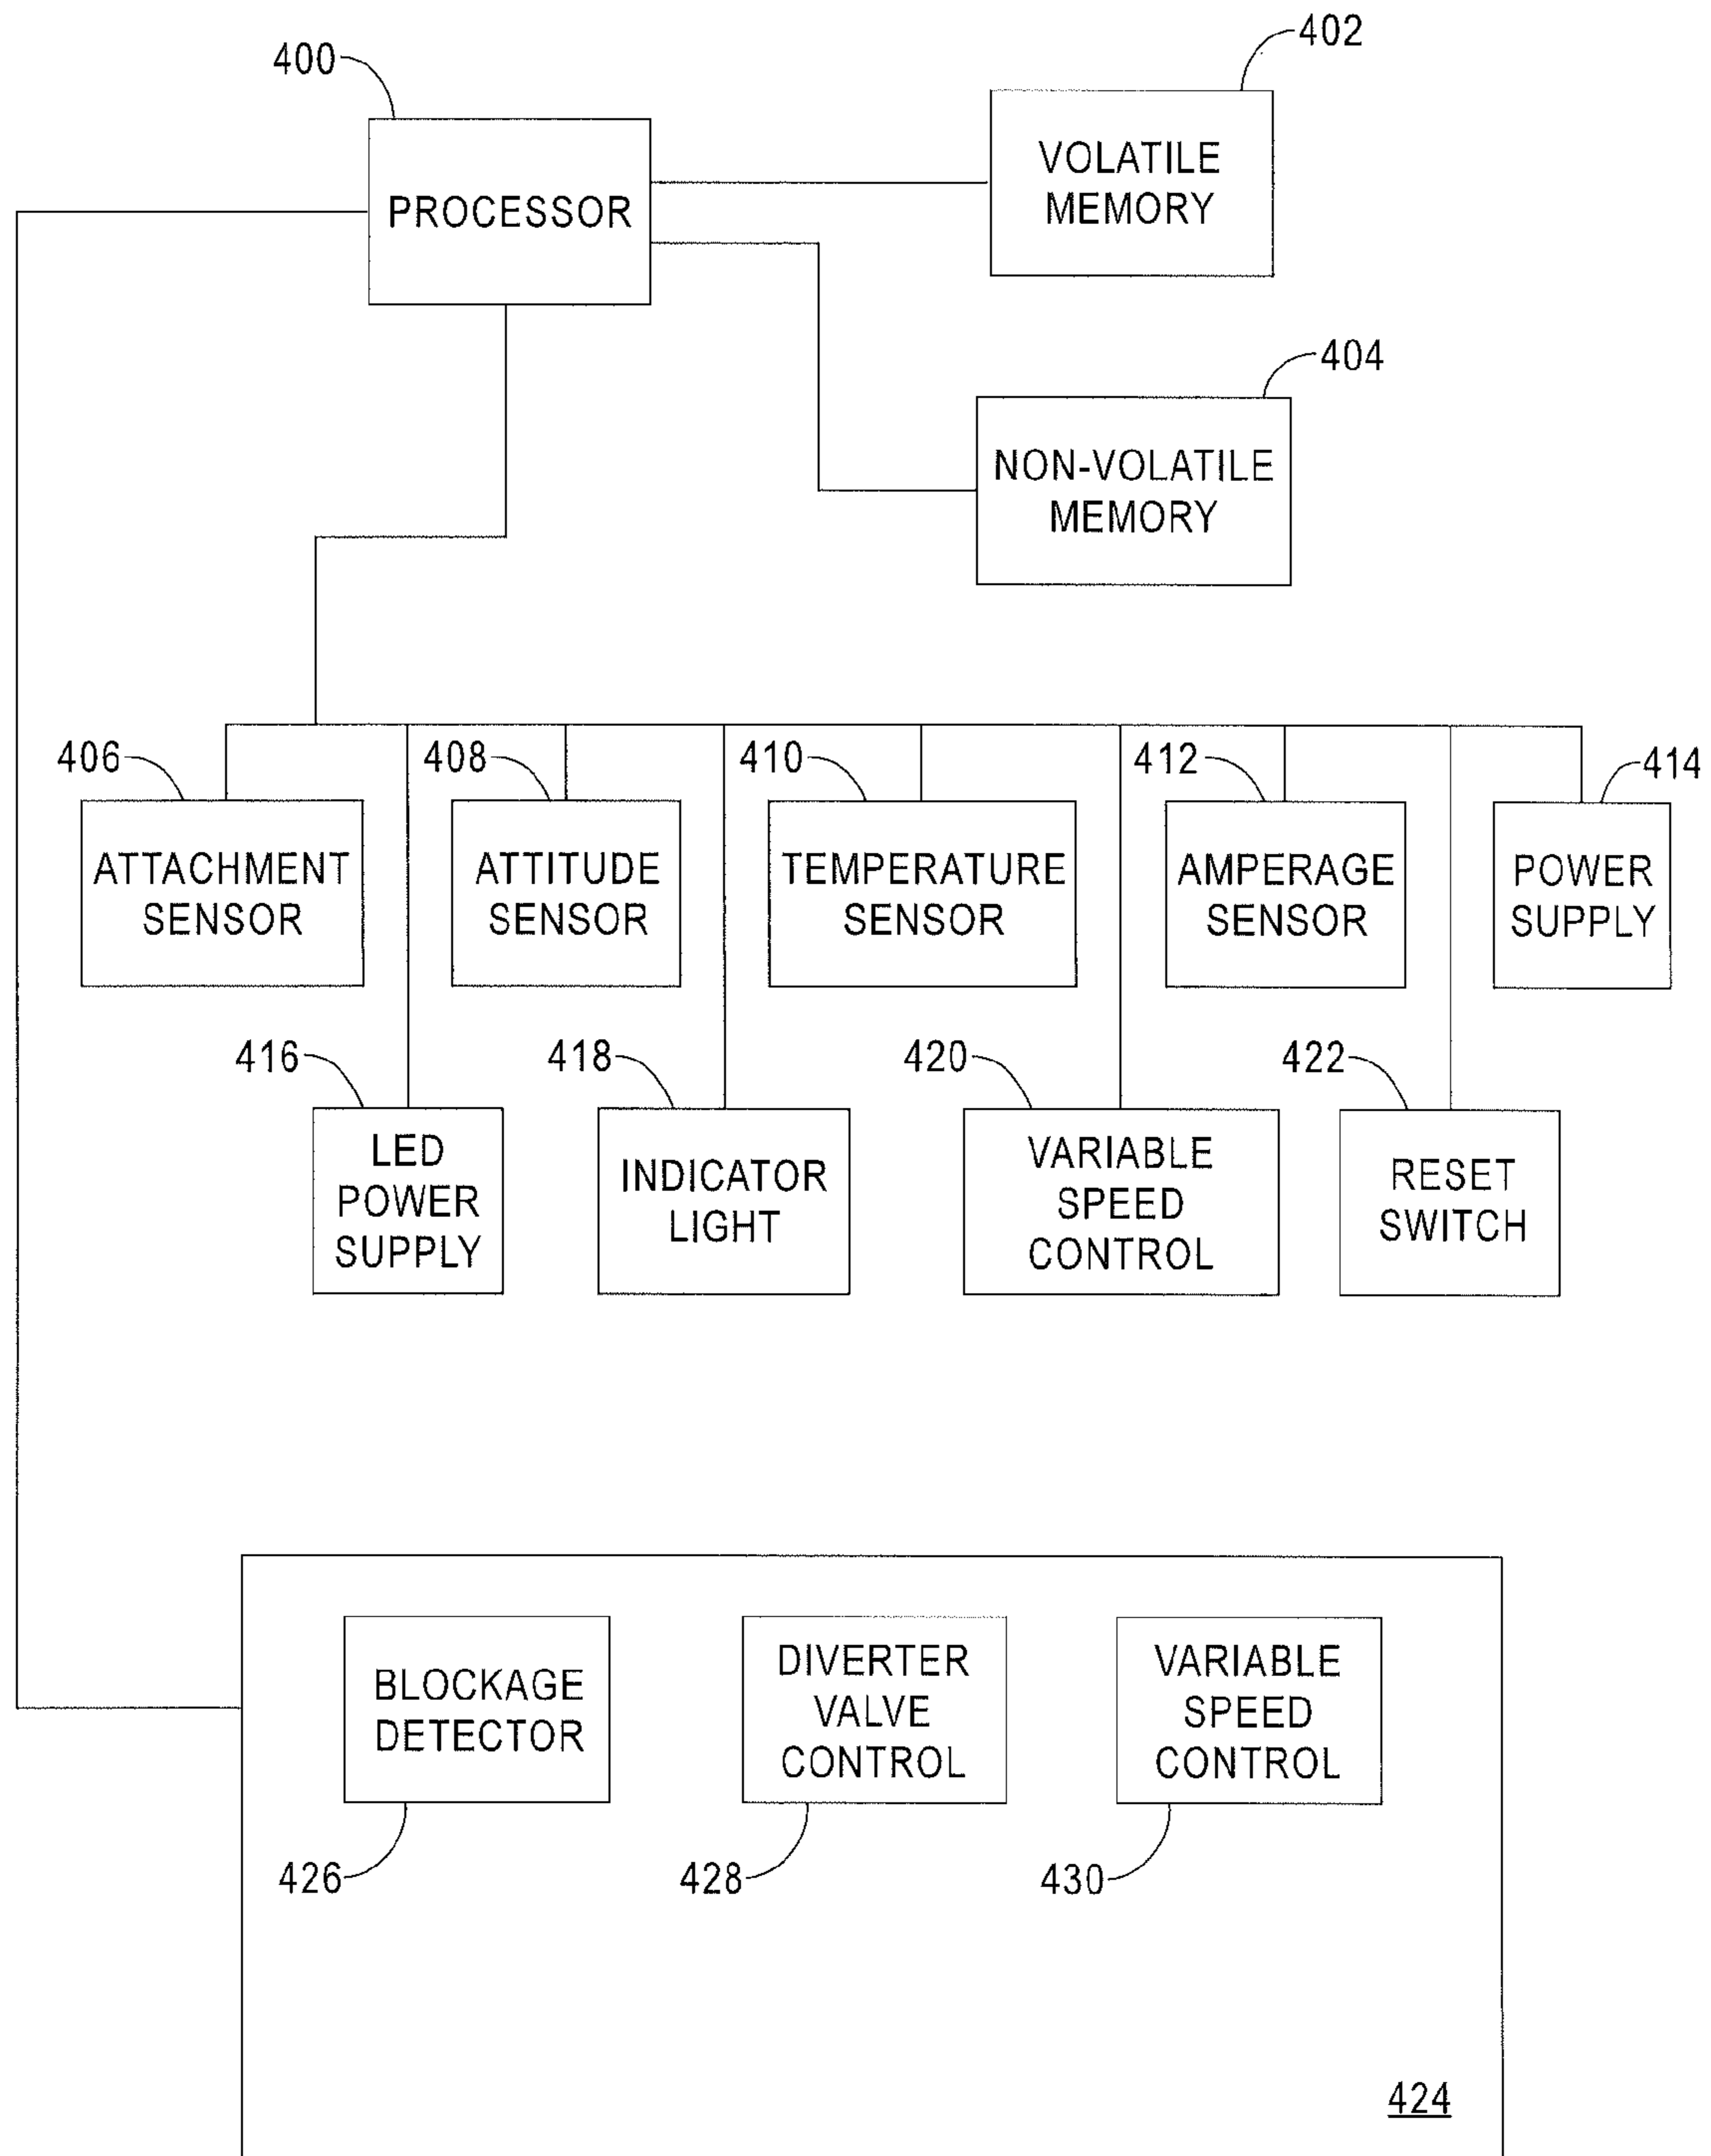 400
402
PROCESSOR
VOLATILE
MEMORY
404
NON-VOLATILE
MEMORY
406
408
410
412
414
ATTACHMENT
SENSOR
ATTITUDE
SENSOR
TEMPERATURE
SENSOR
AMPERAGE
SENSOR
POWER
SUPPLY
416
418
420
422
LED
POWER
SUPPLY
INDICATOR
LIGHT
VARIABLE
SPEED
CONTROL
RESET
SWITCH
BLOCKAGE
DETECTOR
DIVERTER
VALVE
CONTROL
VARIABLE
SPEED
CONTROL
426
428
430
424